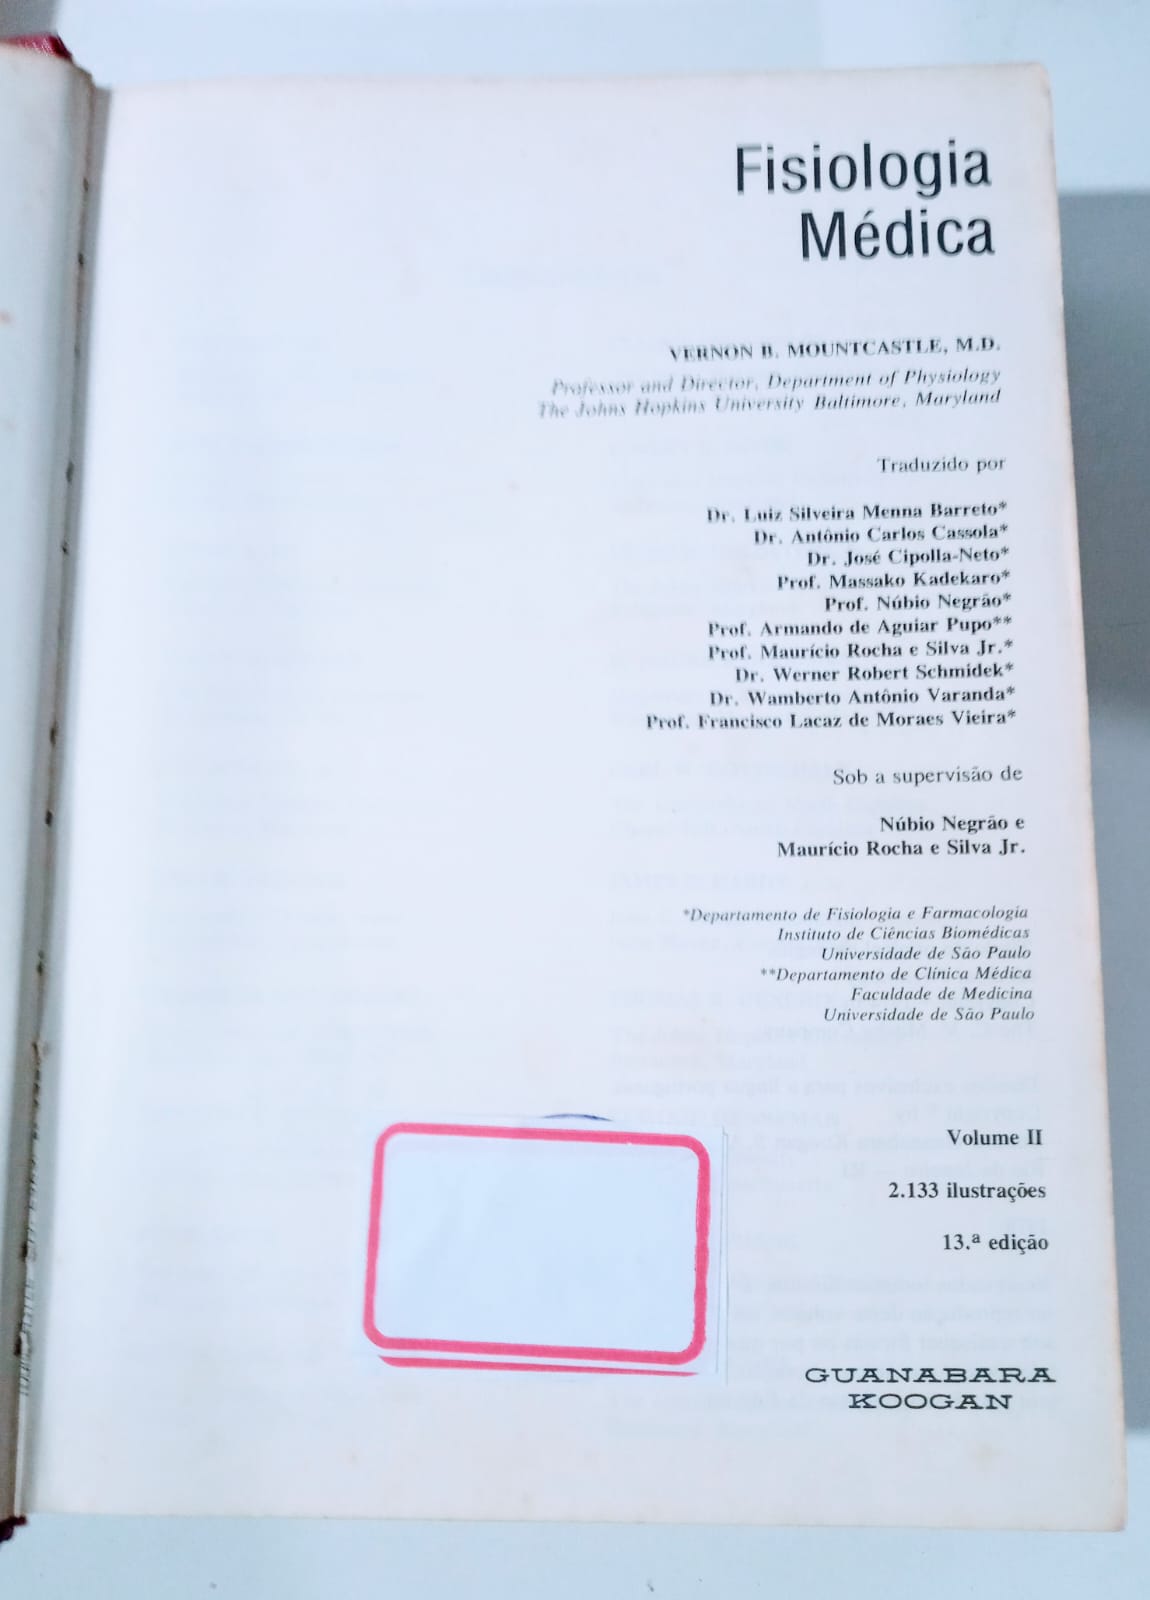 Fisiologia
Médica
VERNON B. MOUNTCASTLE, M.D.
Professor and Director, Department of Physiology
The Johns Hopkins University Baltimore, Maryland
Traduzido por
Dr. Luiz Silveira Menna Barreto*
Dr. Antônio Carlos Cassola*
Dr. José Cipolla-Neto*
Prof. Massako Kadekaro*
Prof. Núbio Negrão*
Prof. Armando de Aguiar Pupo**
Prof. Maurício Rocha e Silva Jr.*
Dr. Werner Robert Schmidek*
Dr. Wamberto Antônio Varanda*
Prof. Francisco Lacaz de Moraes Vieira*
Sob a supervisão de
Núbio Negrão e
Maurício Rocha e Silva Jr.
*Departamento de Fisiologia e Farmacologia
Instituto de Ciências Biomédicas
Universidade de São Paulo
**Departamento de Clínica Médica
Faculdade de Medicina
Universidade de São Paulo
Volume II
2.133 ilustrações
13.ª edição
GUANABARA
KOOGAN